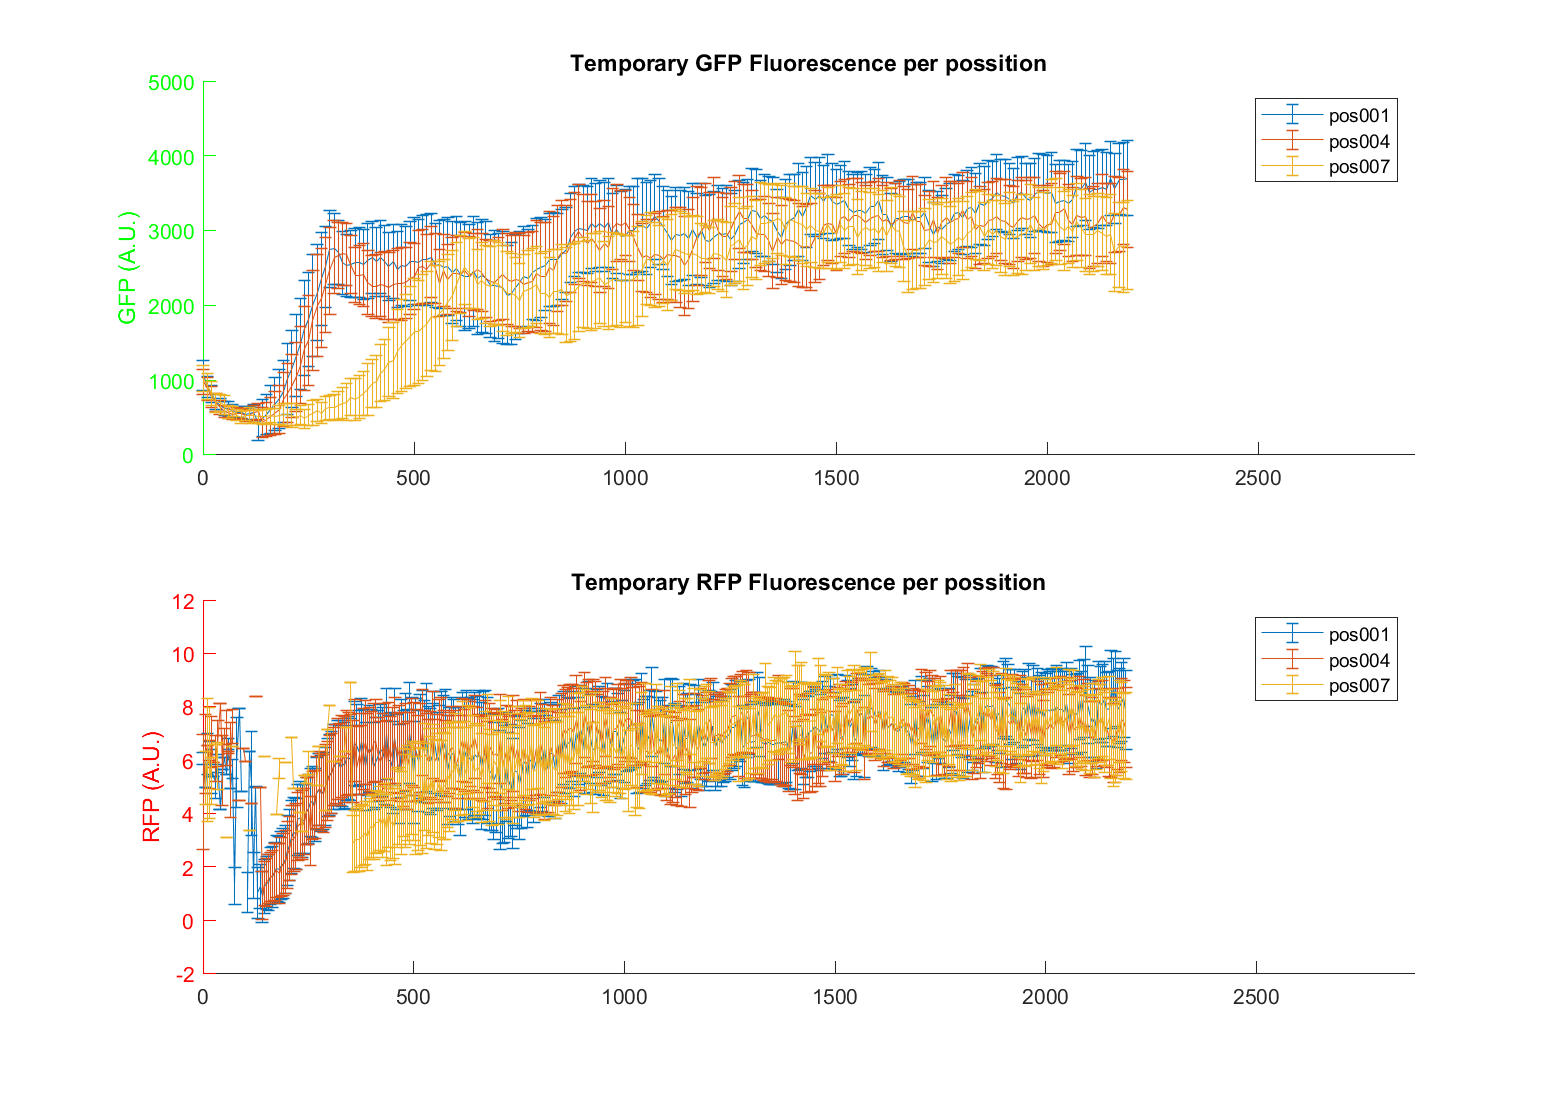 Temporary GFP Fluorescence per possition
5000
4000
3000
2000
1000
0
GFP (A.U.)
0 500 1000 1500 2000 2500
pos001
pos004
pos007
Temporary RFP Fluorescence per possition
12
10
8
6
4
2
0
-2
RFP (A.U.)
0 500 1000 1500 2000 2500
pos001
pos004
pos007